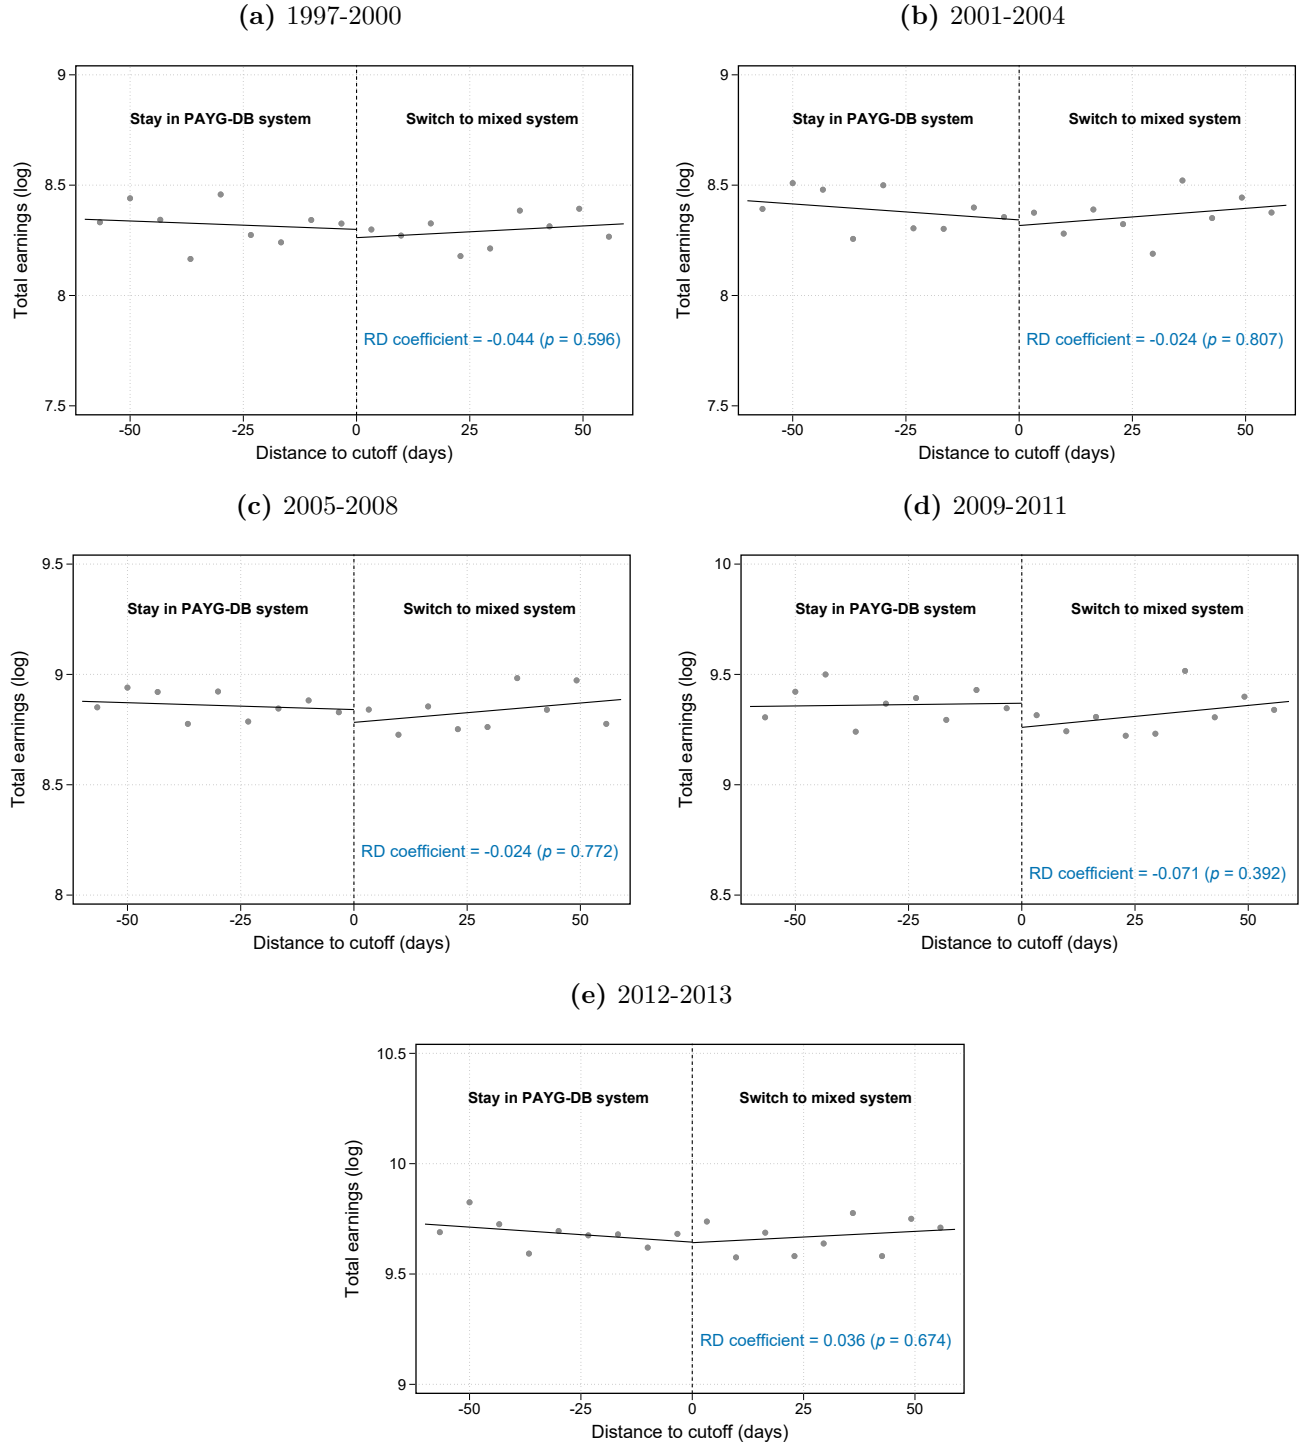 (a) 1997-2000
9
8.5
8
7.5
Total earnings (log)
Stay in PAYG-DB system
Switch to mixed system
RD coefficient = -0.044 (p = 0.596)
-50
-25
0
25
50
Distance to cutoff (days)
(b) 2001-2004
9
8.5
8
7.5
Total earnings (log)
Stay in PAYG-DB system
Switch to mixed system
RD coefficient = -0.024 (p = 0.807)
-50
-25
0
25
50
Distance to cutoff (days)
(c) 2005-2008
9.5
9
8.5
8
Total earnings (log)
Stay in PAYG-DB system
Switch to mixed system
RD coefficient = -0.024 (p = 0.772)
-50
-25
0
25
50
Distance to cutoff (days)
(d) 2009-2011
10
9.5
9
8.5
Total earnings (log)
Stay in PAYG-DB system
Switch to mixed system
RD coefficient = -0.071 (p = 0.392)
-50
-25
0
25
50
Distance to cutoff (days)
(e) 2012-2013
10.5
10
9.5
9
Total earnings (log)
Stay in PAYG-DB system
Switch to mixed system
RD coefficient = 0.036 (p = 0.674)
-50
-25
0
25
50
Distance to cutoff (days)